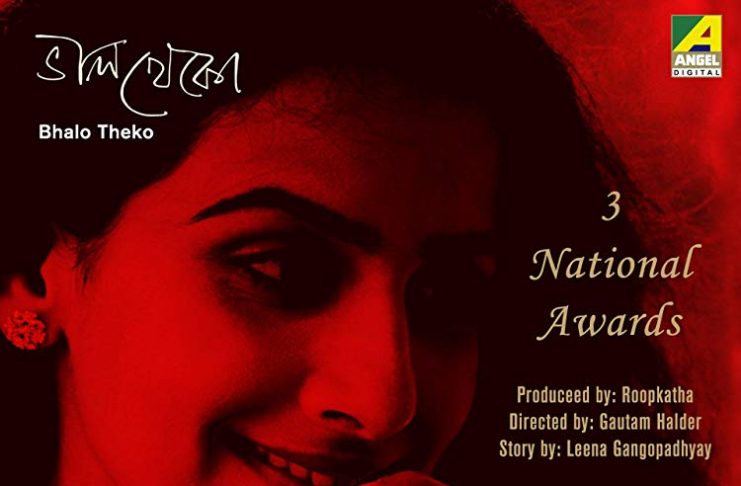 ভাল থেকো
Bhalo Theko
A
ANGEL
DIGITAL
3
National
Awards
Produceed by: Roopkatha
Directed by: Gautam Halder
Story by: Leena Gangopadhyay